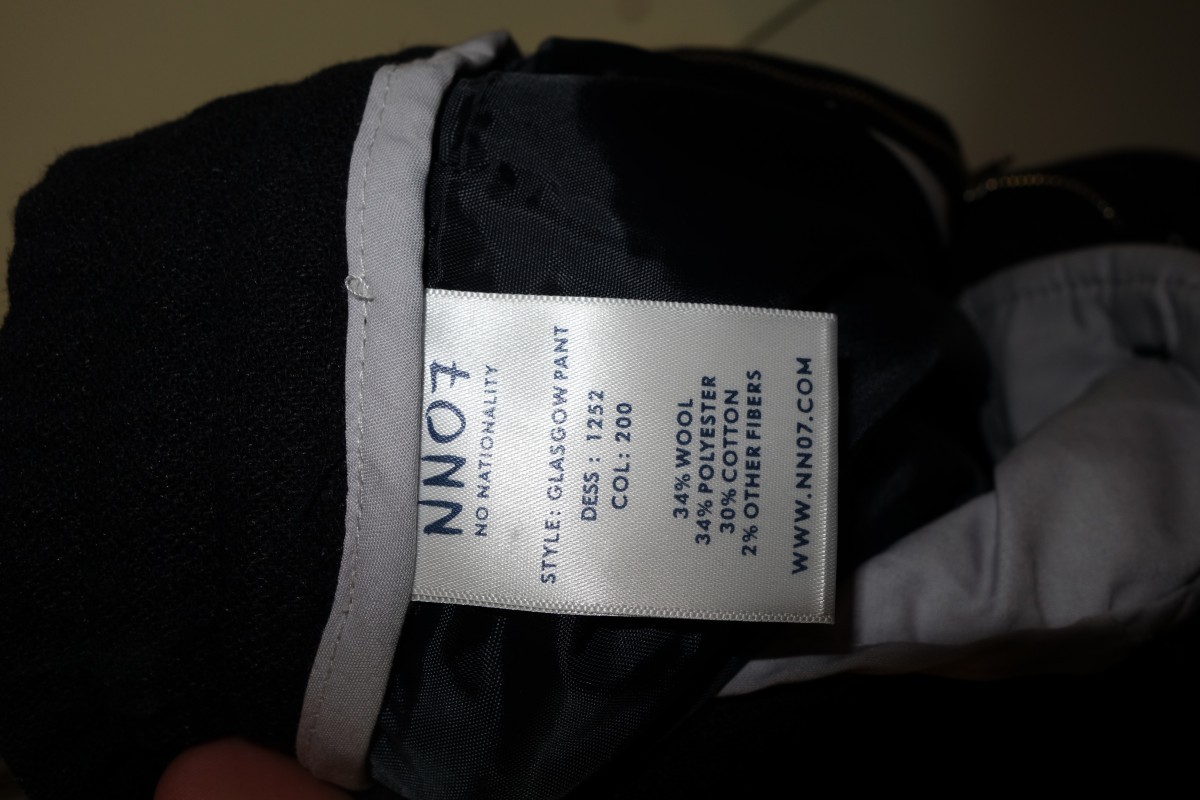 NN07
NO NATIONALITY
STYLE: GLASGOW PANT
DESS : 1252
COL: 200
34% WOOL
34% POLYESTER
30% COTTON
2% OTHER FIBERS
WWW.NN07.COM